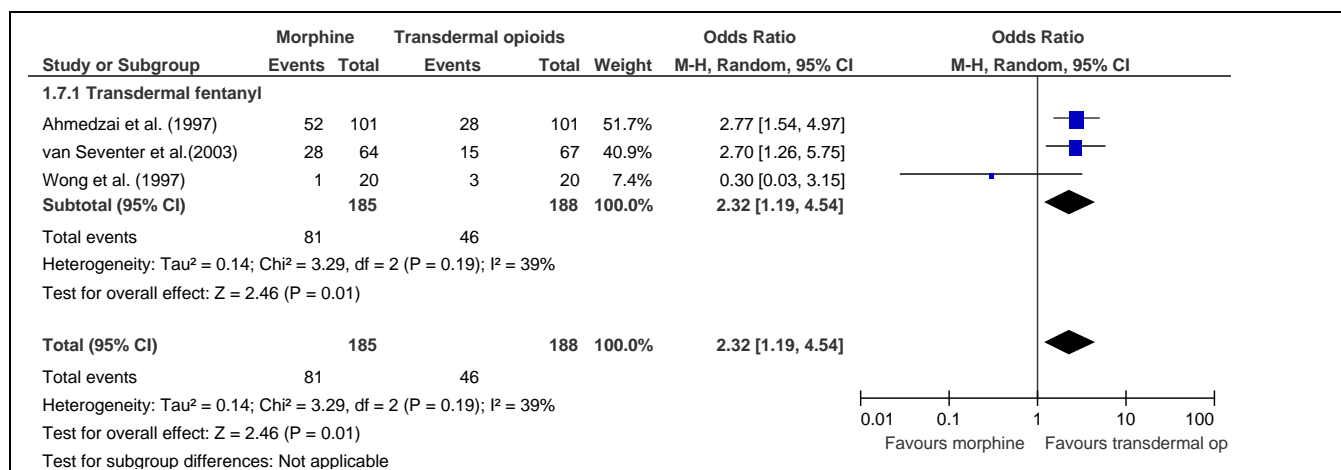 Morphine Transdermal opioids Odds Ratio Odds Ratio
Study or Subgroup Events Total Events Total Weight M-H, Random, 95% CI M-H, Random, 95% CI
1.7.1 Transdermal fentanyl
Ahmedzai et al. (1997) 52 101 28 101 51.7% 2.77 [1.54, 4.97]
van Seventer et al.(2003) 28 64 15 67 40.9% 2.70 [1.26, 5.75]
Wong et al. (1997) 1 20 3 20 7.4% 0.30 [0.03, 3.15]
Subtotal (95% CI) 185 188 100.0% 2.32 [1.19, 4.54]
Total events 81 46
Heterogeneity: Tau² = 0.14; Chi² = 3.29, df = 2 (P = 0.19); I² = 39%
Test for overall effect: Z = 2.46 (P = 0.01)
Total (95% CI) 185 188 100.0% 2.32 [1.19, 4.54]
Total events 81 46
Heterogeneity: Tau² = 0.14; Chi² = 3.29, df = 2 (P = 0.19); I² = 39%
Test for overall effect: Z = 2.46 (P = 0.01)
Test for subgroup differences: Not applicable
0.01 0.1 1 10 100
Favours morphine Favours transdermal op